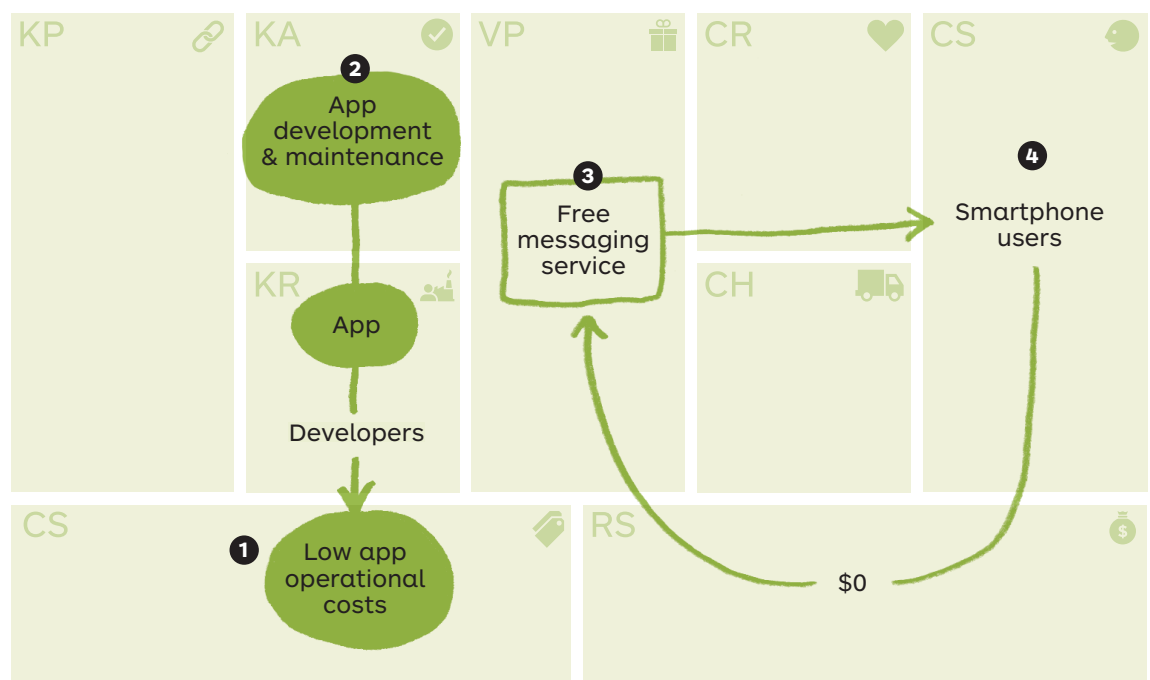 KP
KA
2
App
development
& maintenance
VP
3
Free
messaging
service
CR
CS
4
Smartphone
users
KR
App
Developers
CH
CS
1
Low app
operational
costs
RS
$
$0